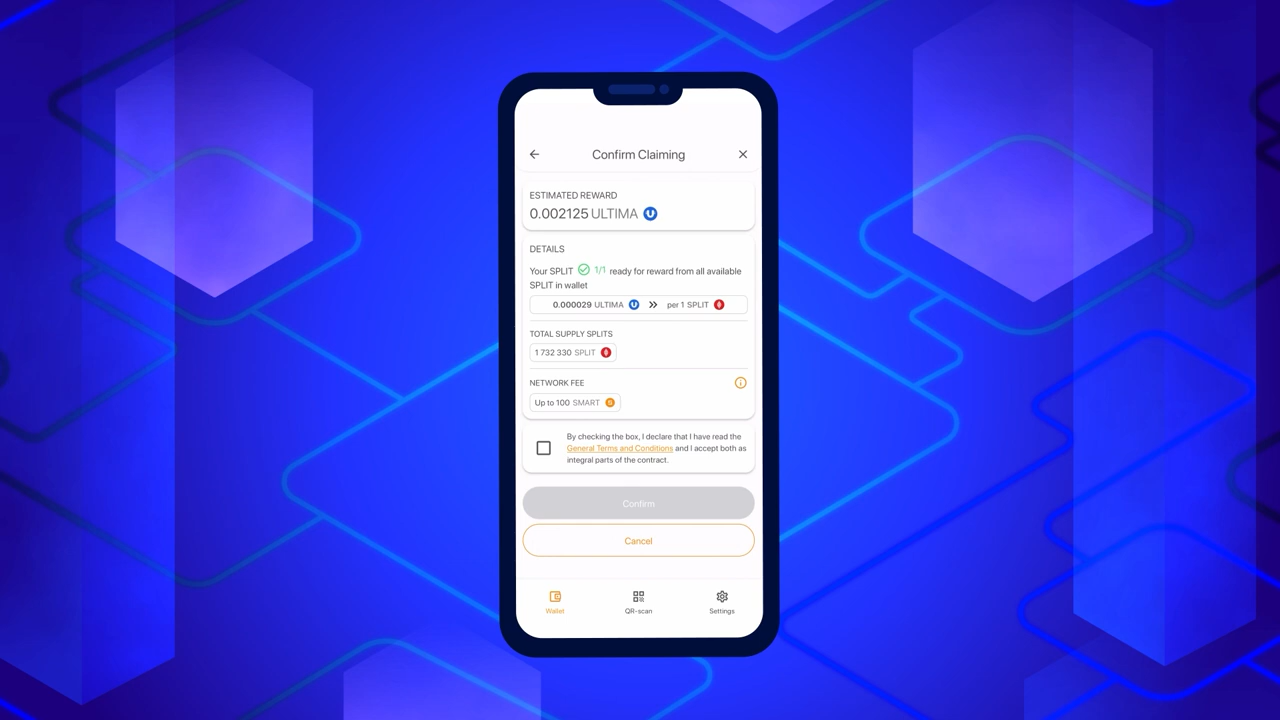 Confirm Claiming
ESTIMATED REWARD
0.002125 ULTIMA
DETAILS
Your SPLIT 1/1 ready for reward from all available
SPLIT in wallet
0.000029 ULTIMA per 1 SPLIT
TOTAL SUPPLY SPLITS
1 732 330 SPLIT
NETWORK FEE
Up to 100 SMART
By checking the box, I declare that I have read the
General Terms and Conditions and I accept both as
integral parts of the contract.
Confirm
Cancel
Wallet QR-scan Settings